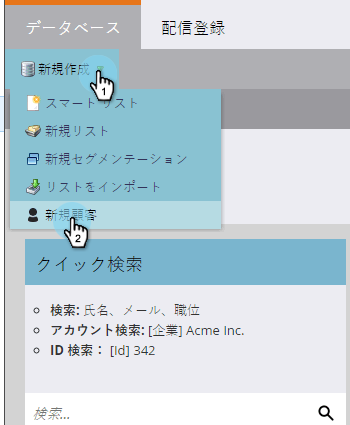 データベース 配信登録
新規作成
1
スマート リスト
新規リスト
新規セグメンテーション
リストをインポート
新規顧客
2
クイック検索
検索: 氏名、メール、職位
アカウント検索: [企業] Acme Inc.
ID 検索： [Id] 342
検索...